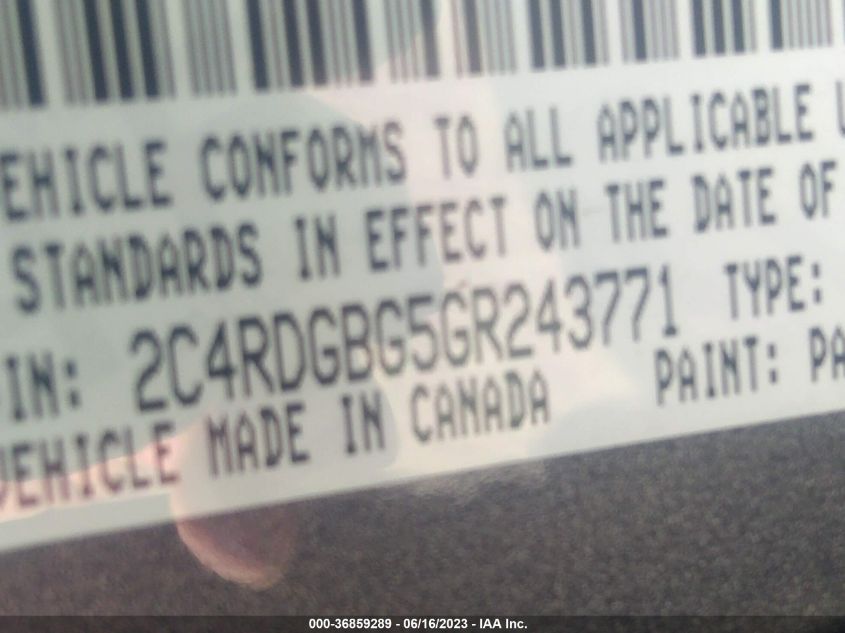 EHICLE CONFORMS TO ALL APPLICABLE U
STANDARDS IN EFFECT ON THE DATE OF
IN: 2C4RDGBG5GR243771 TYPE:
VEHICLE MADE IN CANADA PAINT: PA
000-36859289 - 06/16/2023 - IAA Inc.